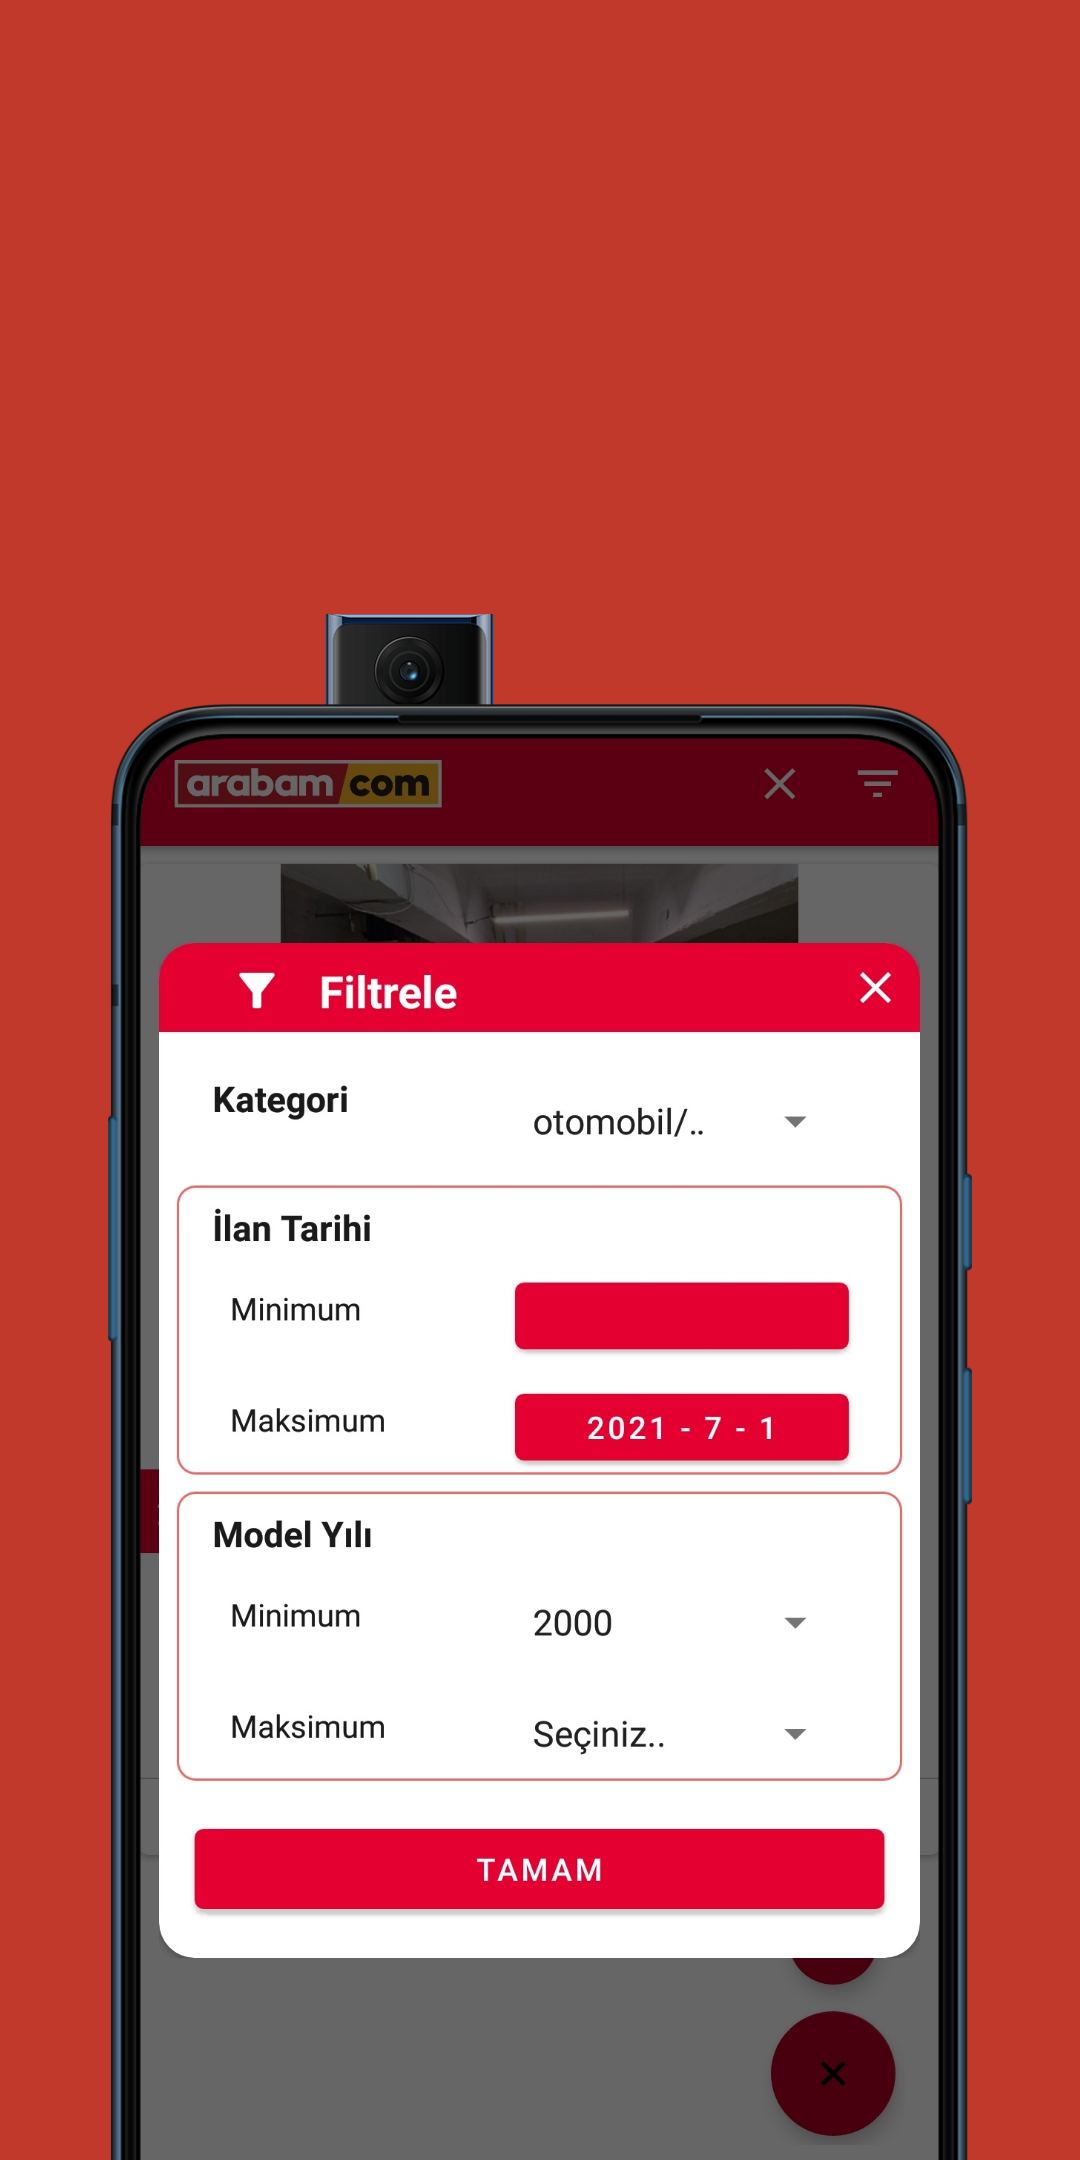 arabam com
Filtrele
Kategori
otomobil/..
İlan Tarihi
Minimum
Maksimum
2021 - 7 - 1
Model Yılı
Minimum
2000
Maksimum
Seçiniz..
TAMAM